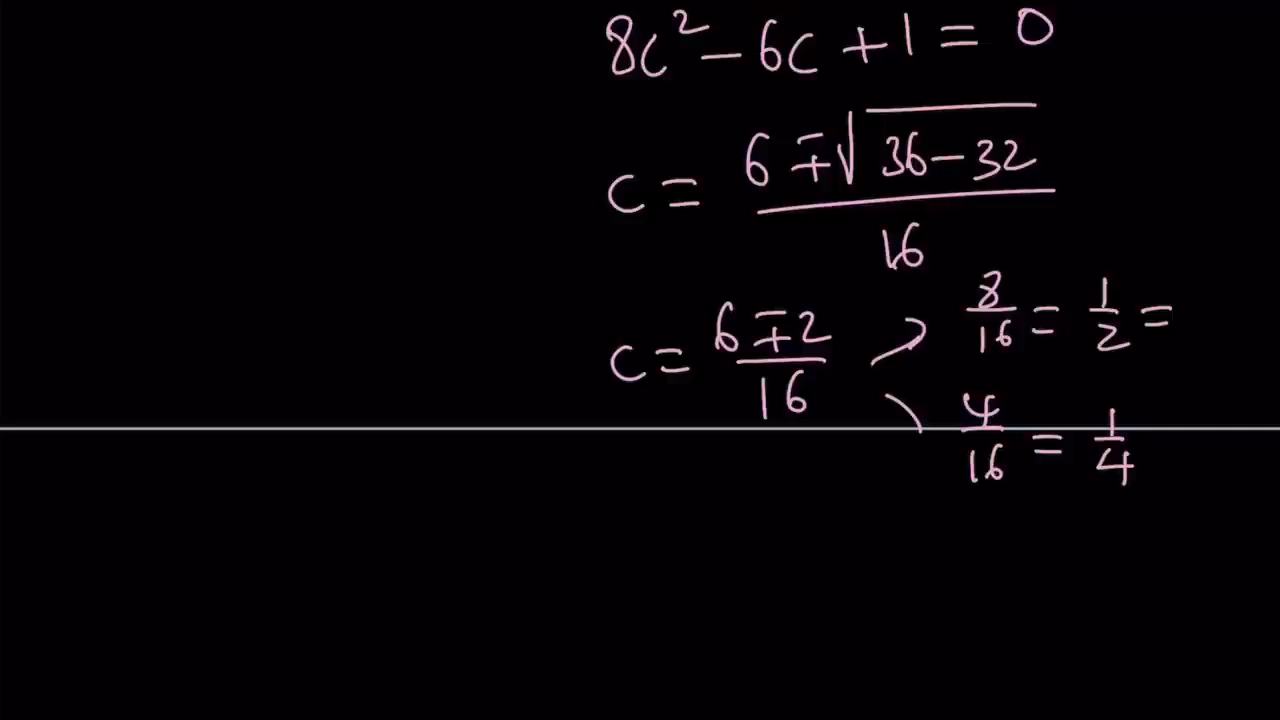 8c² - 6c + 1 = 0
c = (6 ∓ √(36 - 32)) / 16
c = (6 ∓ 2) / 16
8/16 = 1/2 =
4/16 = 1/4